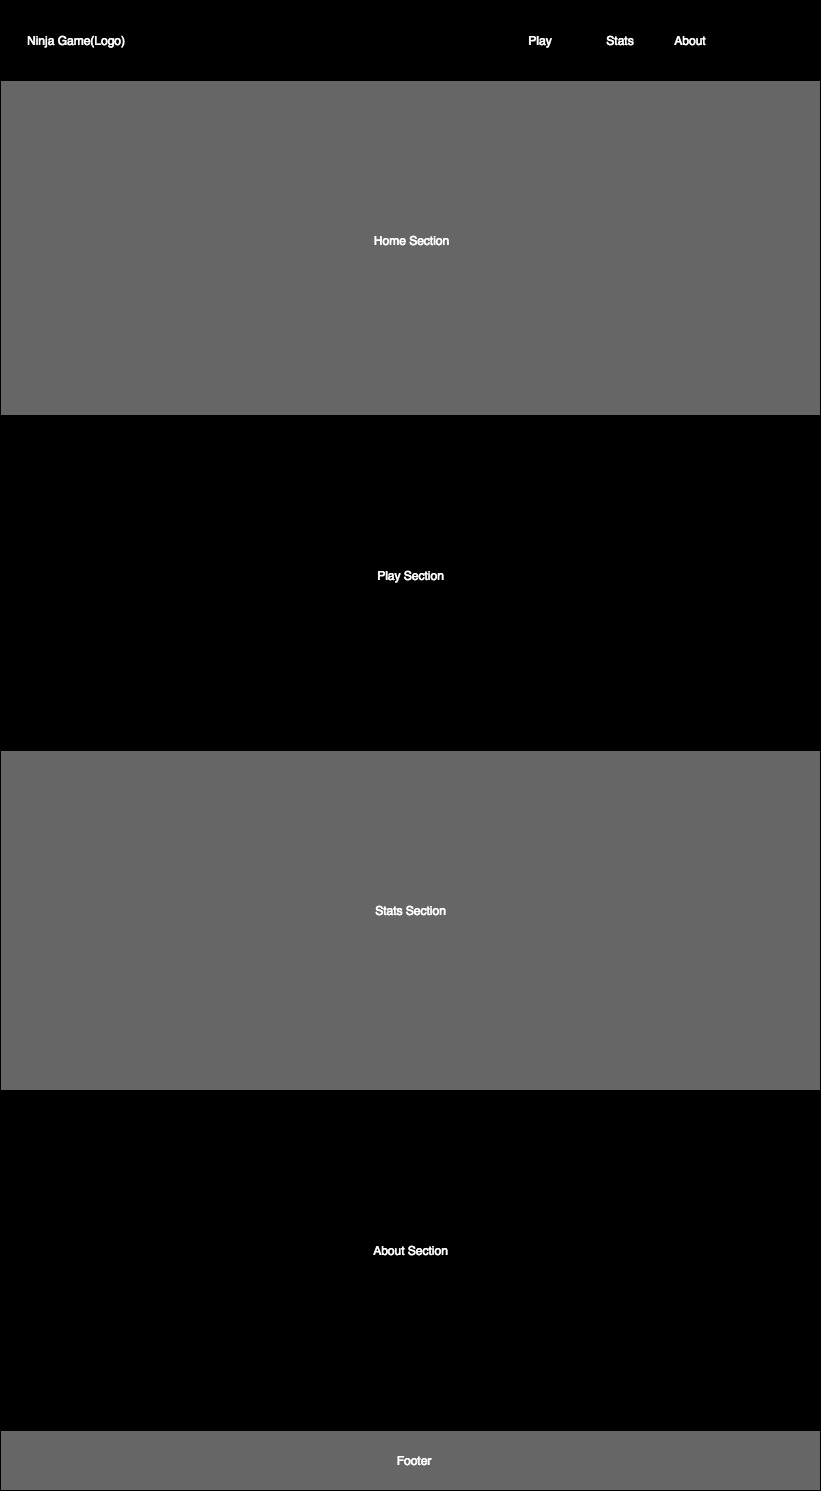 Ninja Game(Logo) Play Stats About
Home Section
Play Section
Stats Section
About Section
Footer